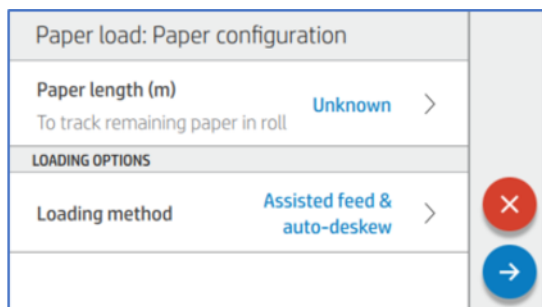 Paper load: Paper configuration
Paper length (m)
To track remaining paper in roll
Unknown
LOADING OPTIONS
Loading method
Assisted feed &
auto-deskew